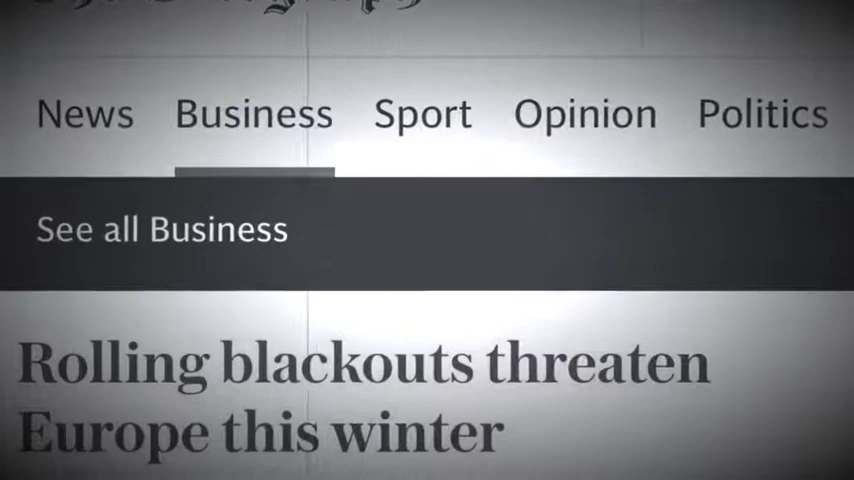 News Business Sport Opinion Politics
See all Business
Rolling blackouts threaten
Europe this winter